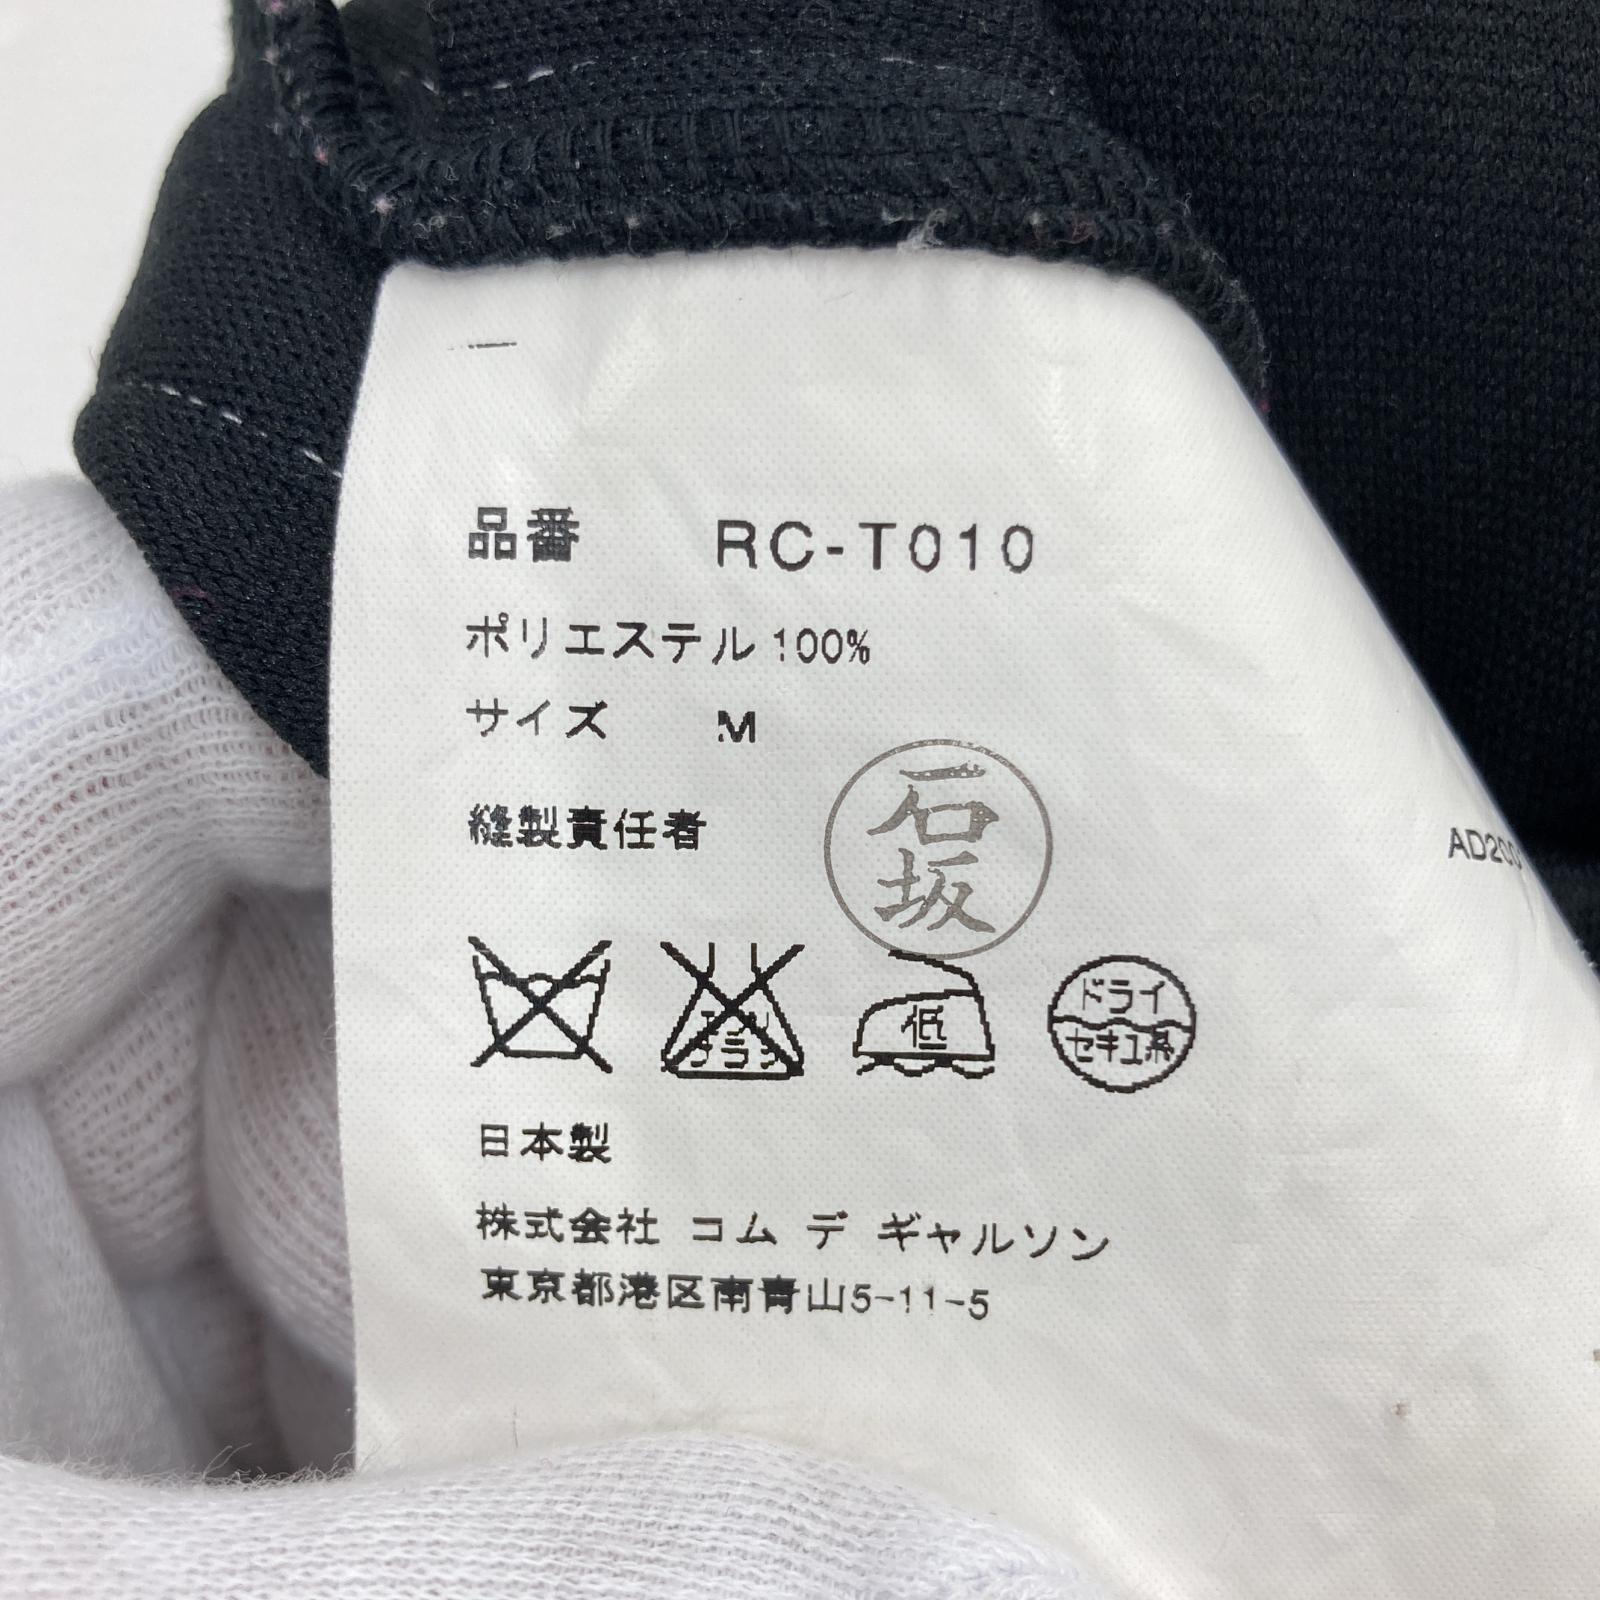 品番 RC-T010
ポリエステル 100%
サイズ M
縫製責任者 石坂
AD200
低
ドライ
セキユ系
日本製
株式会社 コム デ ギャルソン
東京都港区南青山5-11-5